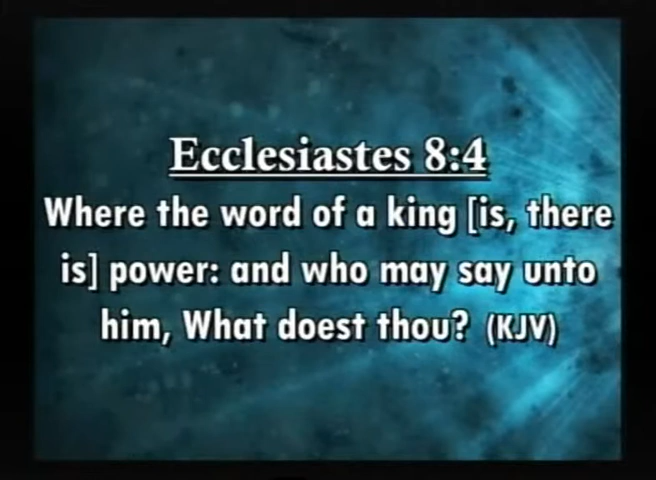 Ecclesiastes 8:4
Where the word of a king [is, there
is] power: and who may say unto
him, What doest thou? (KJV)